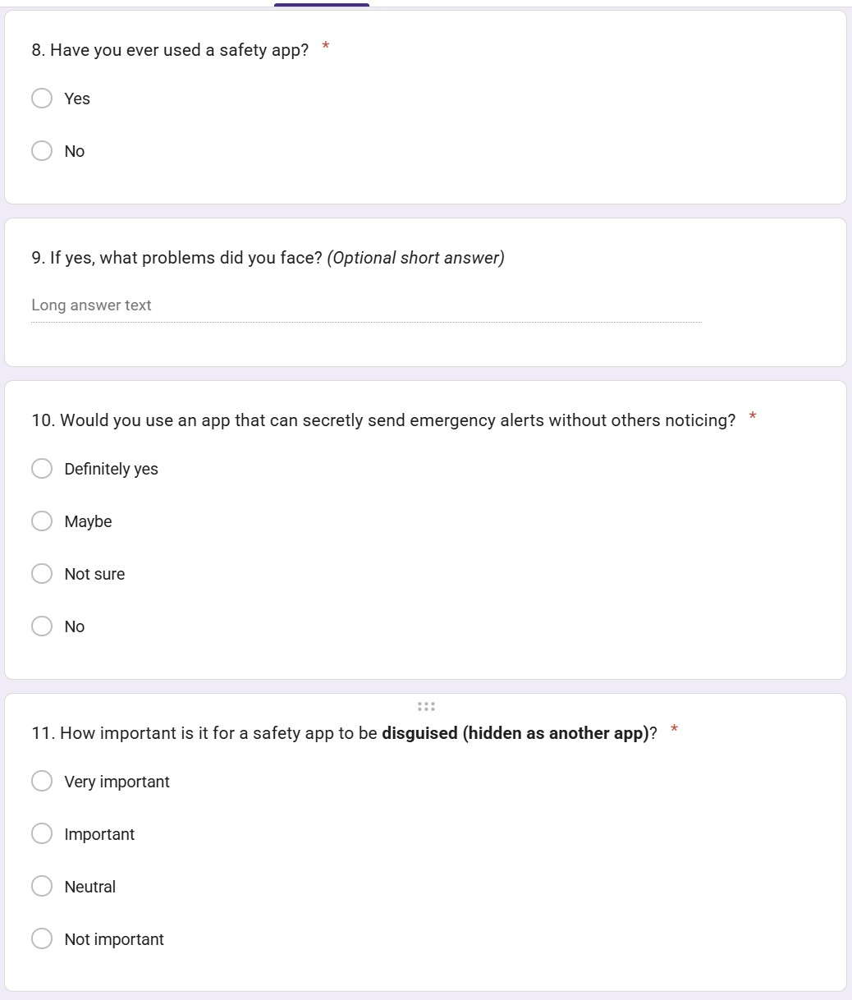 8. Have you ever used a safety app? *
Yes
No
9. If yes, what problems did you face? (Optional short answer)
Long answer text
10. Would you use an app that can secretly send emergency alerts without others noticing? *
Definitely yes
Maybe
Not sure
No
11. How important is it for a safety app to be disguised (hidden as another app)? *
Very important
Important
Neutral
Not important